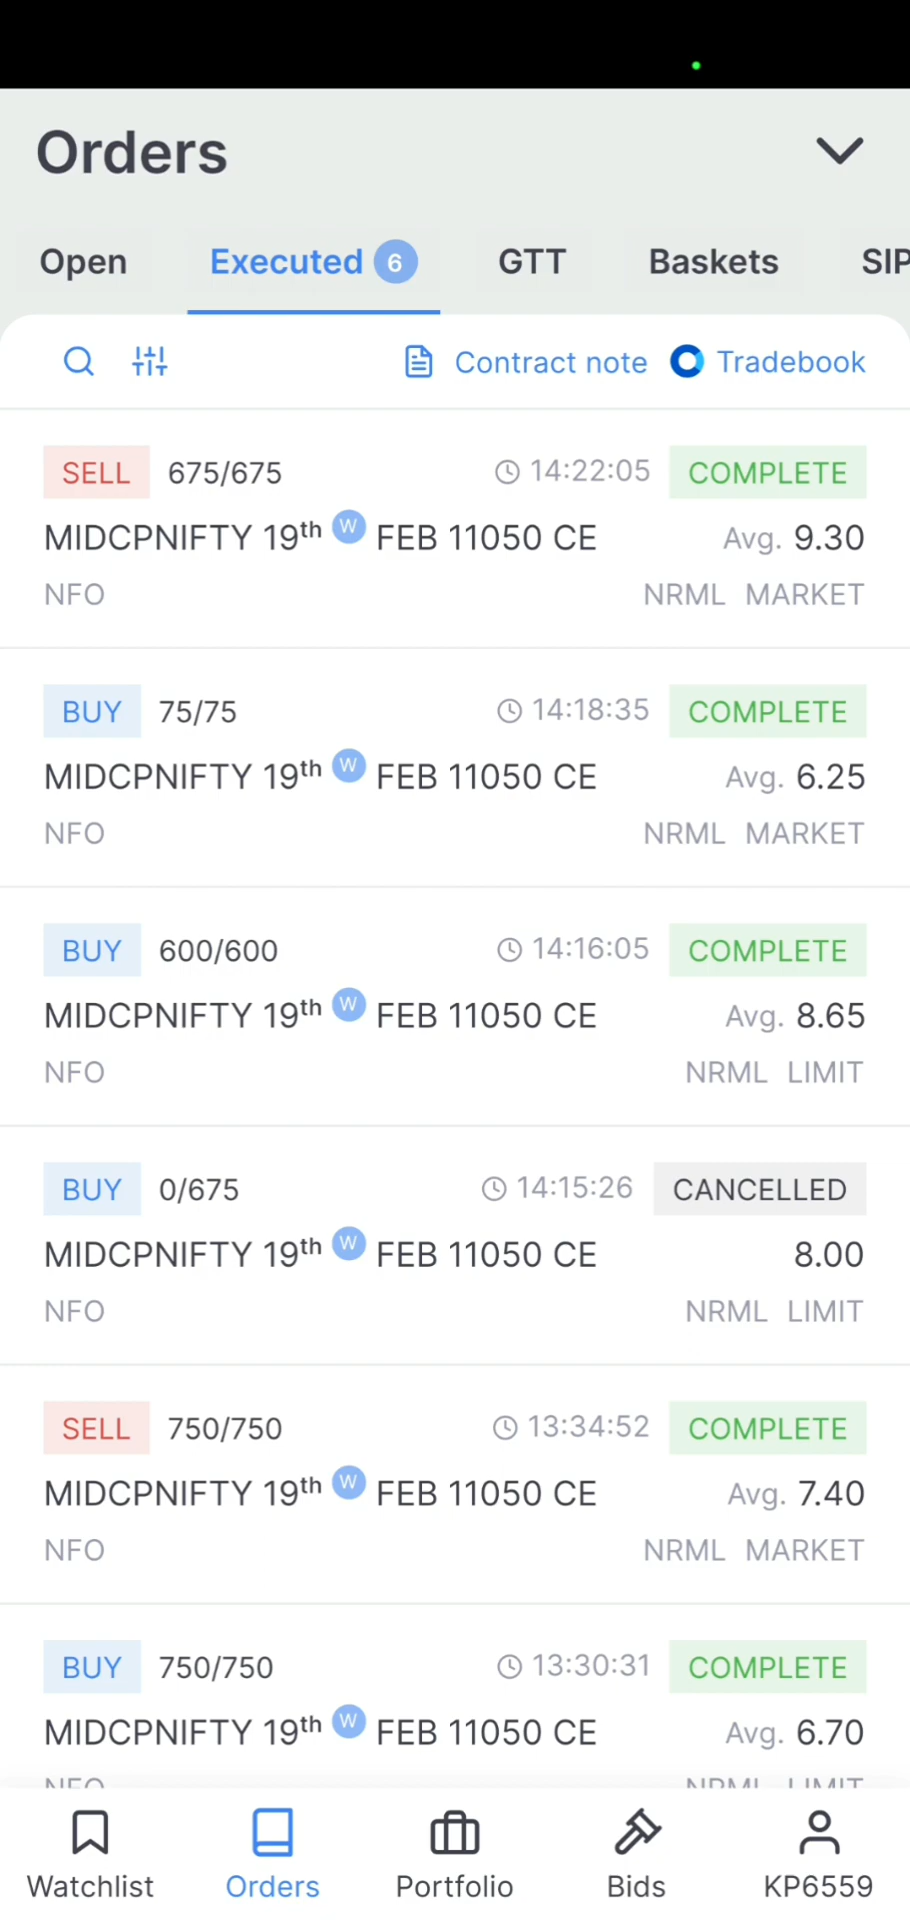 Orders
Open Executed 6 GTT Baskets SIP
Contract note Tradebook
SELL 675/675 14:22:05 COMPLETE
MIDCPNIFTY 19th W FEB 11050 CE Avg. 9.30
NFO NRML MARKET
BUY 75/75 14:18:35 COMPLETE
MIDCPNIFTY 19th W FEB 11050 CE Avg. 6.25
NFO NRML MARKET
BUY 600/600 14:16:05 COMPLETE
MIDCPNIFTY 19th W FEB 11050 CE Avg. 8.65
NFO NRML LIMIT
BUY 0/675 14:15:26 CANCELLED
MIDCPNIFTY 19th W FEB 11050 CE 8.00
NFO NRML LIMIT
SELL 750/750 13:34:52 COMPLETE
MIDCPNIFTY 19th W FEB 11050 CE Avg. 7.40
NFO NRML MARKET
BUY 750/750 13:30:31 COMPLETE
MIDCPNIFTY 19th W FEB 11050 CE Avg. 6.70
NFO NRML LIMIT
Watchlist Orders Portfolio Bids KP6559